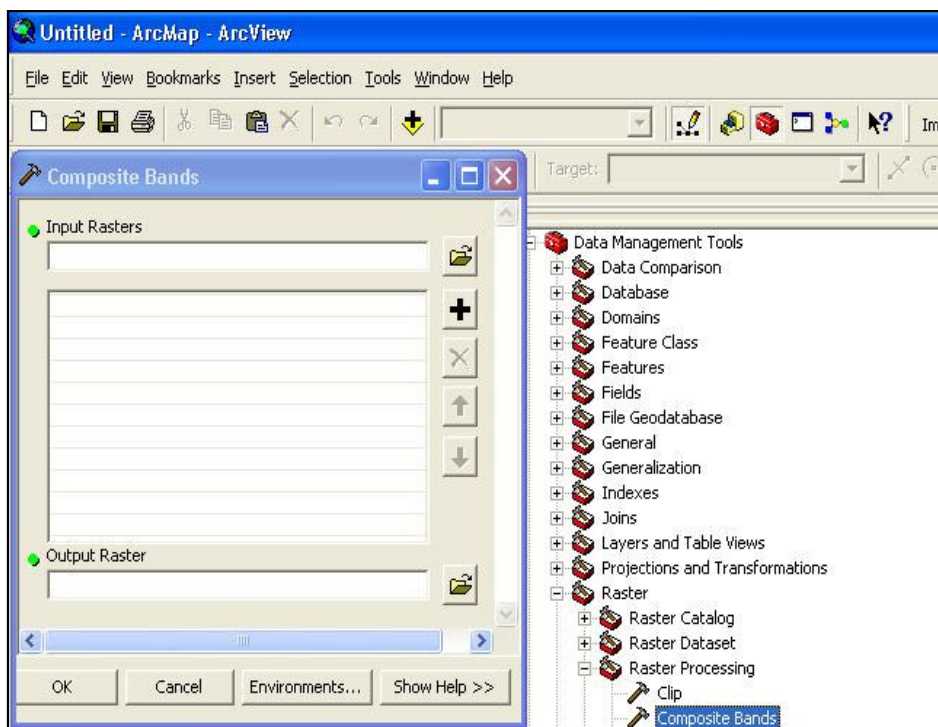 Untitled - ArcMap - ArcView
File Edit View Bookmarks Insert Selection Tools Window Help
Im
Target:
Composite Bands
Input Rasters
Output Raster
OK Cancel Environments... Show Help >>
Data Management Tools
Data Comparison
Database
Domains
Feature Class
Features
Fields
File Geodatabase
General
Generalization
Indexes
Joins
Layers and Table Views
Projections and Transformations
Raster
Raster Catalog
Raster Dataset
Raster Processing
Clip
Composite Bands